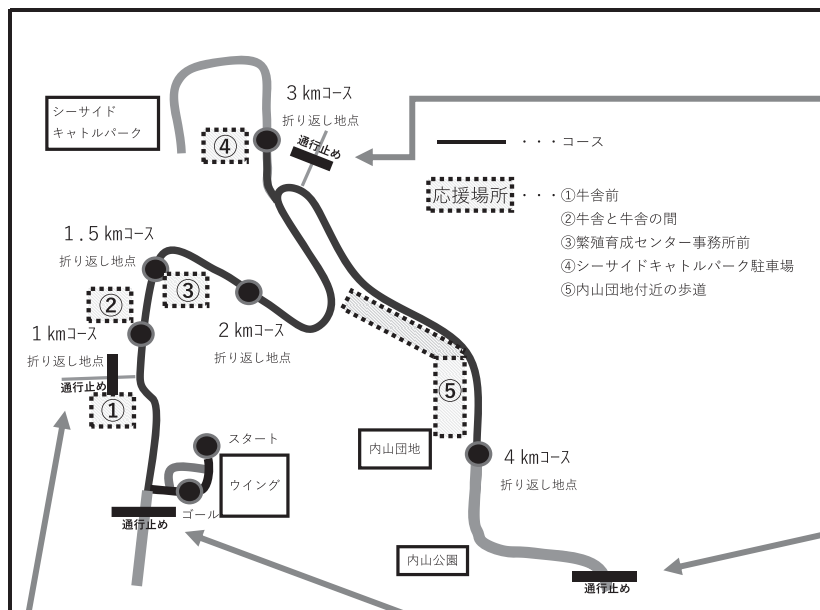 シーサイド
キャトルパーク
④
3 kmコース
折り返し地点
通行止め
・・・コース
応援場所
・・・①牛舎前
②牛舎と牛舎の間
③繁殖育成センター事務所前
④シーサイドキャトルパーク駐車場
⑤内山団地付近の歩道
1.5 kmコース
折り返し地点
③
②
2 kmコース
折り返し地点
1 kmコース
折り返し地点
通行止め
①
⑤
スタート
ウイング
ゴール
通行止め
内山団地
4 kmコース
折り返し地点
内山公園
通行止め